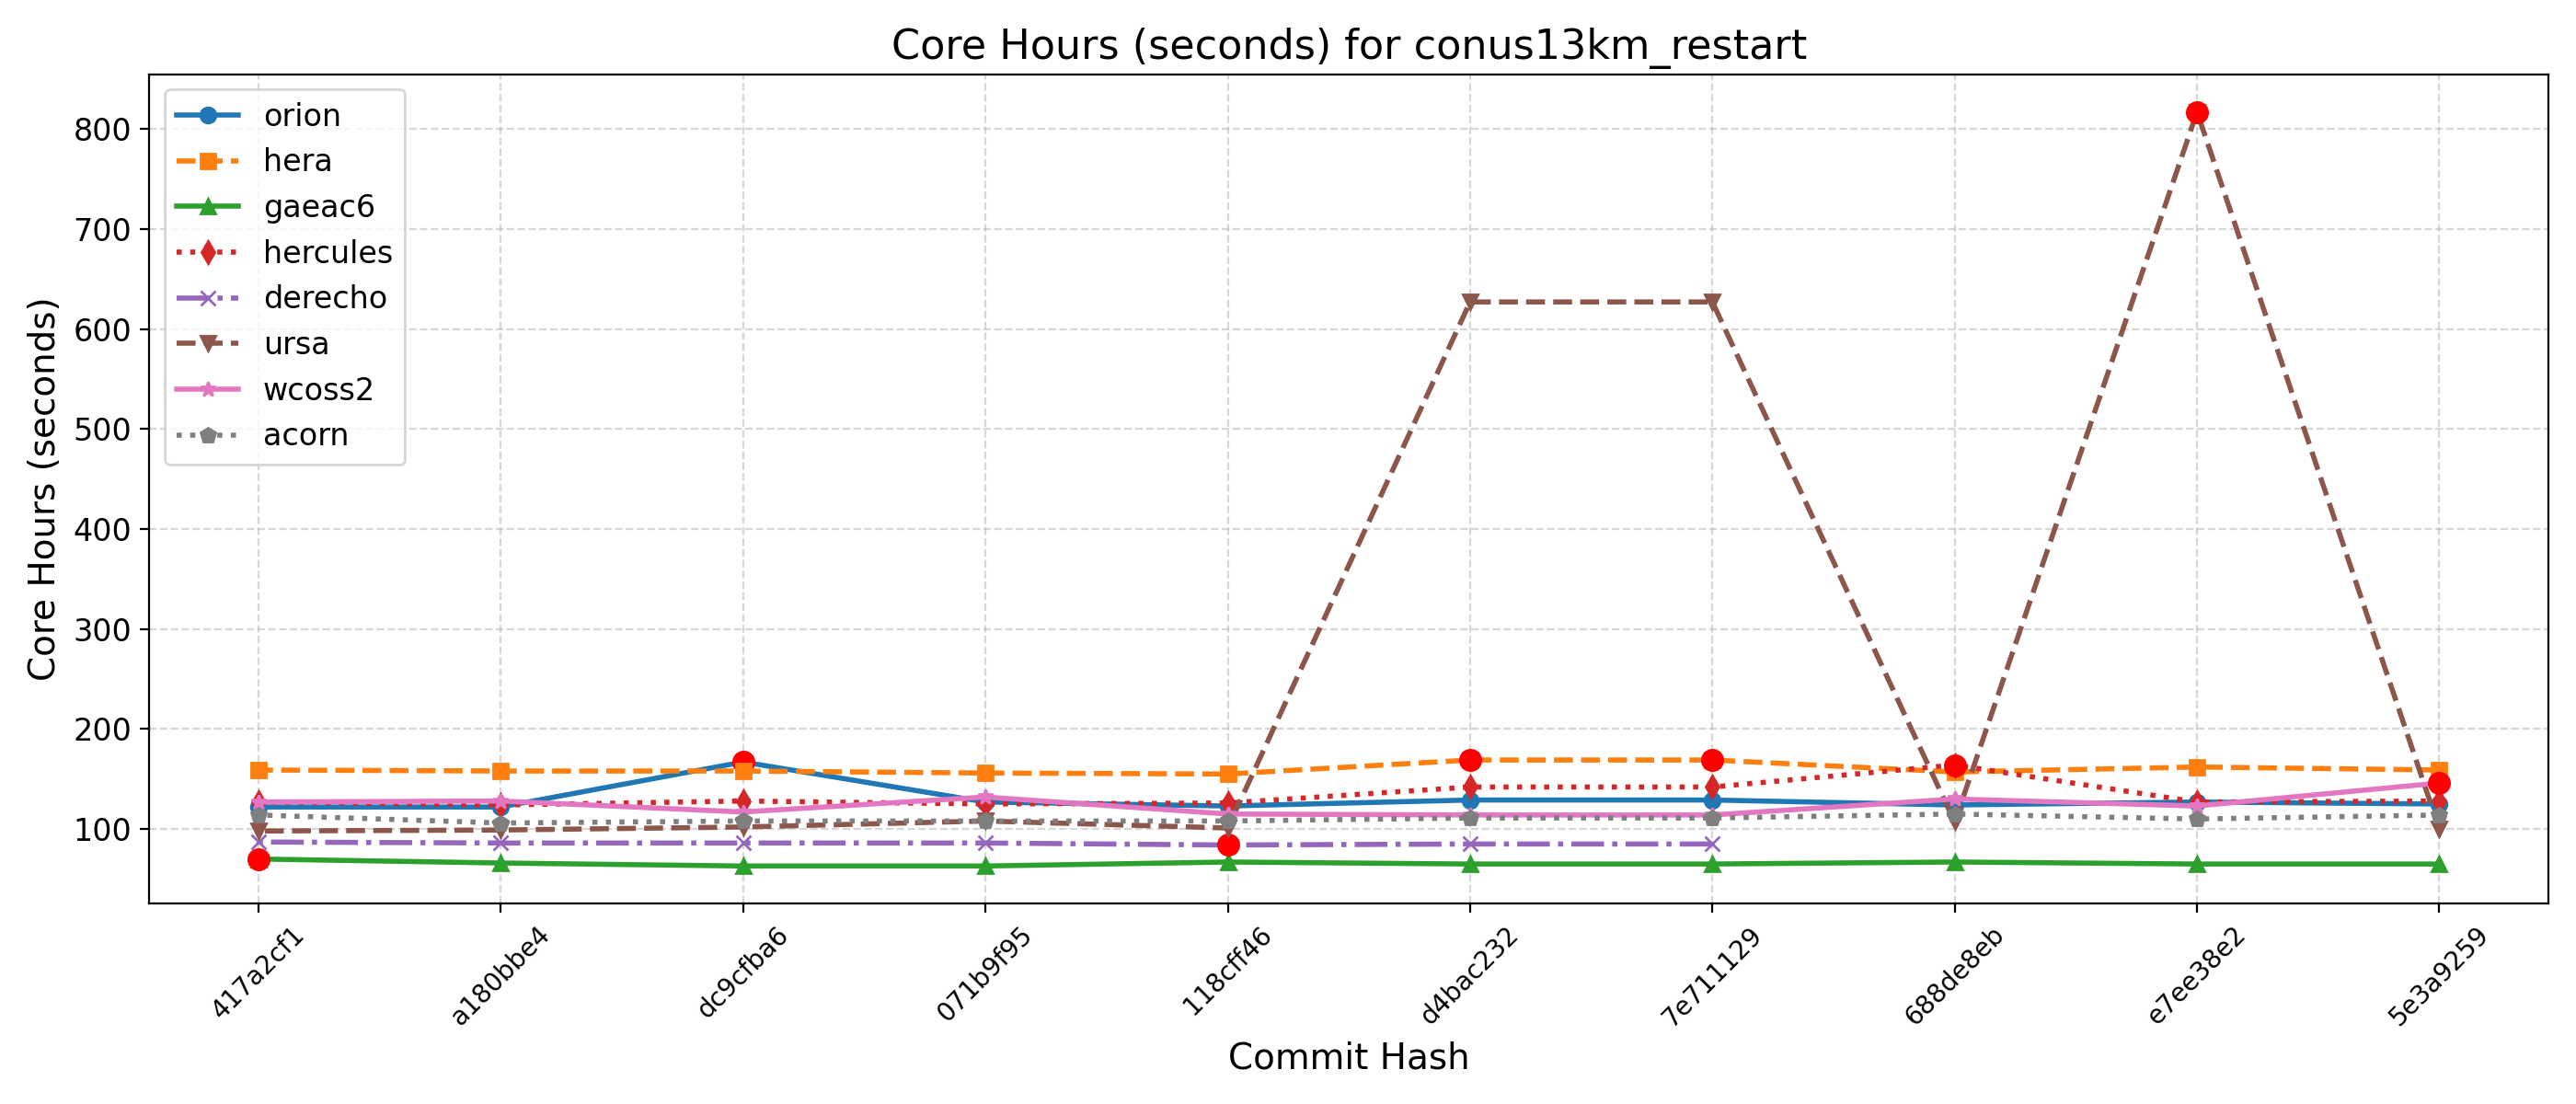 Core Hours (seconds) for conus13km_restart
orion
hera
gaeac6
hercules
derecho
ursa
wcoss2
acorn
Core Hours (seconds)
800
700
600
500
400
300
200
100
417a2cf1
a180bbe4
dc9cfba6
071b9f95
118cff46
d4bac232
7e711129
688de8eb
e7ee38e2
5e3a9259
Commit Hash